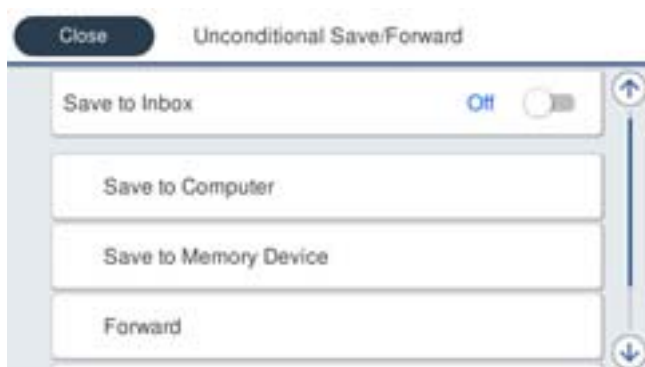 Close
Unconditional Save/Forward
Save to Inbox
Off
Save to Computer
Save to Memory Device
Forward